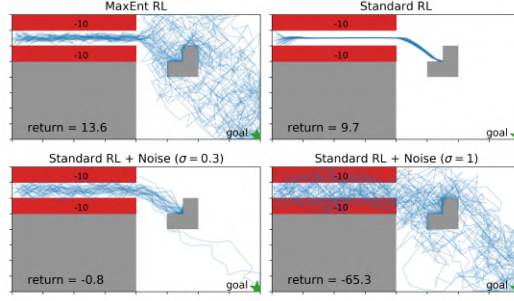 MaxEnt RL
-10
-10
return = 13.6
goal
Standard RL
-10
-10
return = 9.7
goal
Standard RL + Noise (σ = 0.3)
-10
-10
return = -0.8
goal
Standard RL + Noise (σ = 1)
-10
-10
return = -65.3
goal